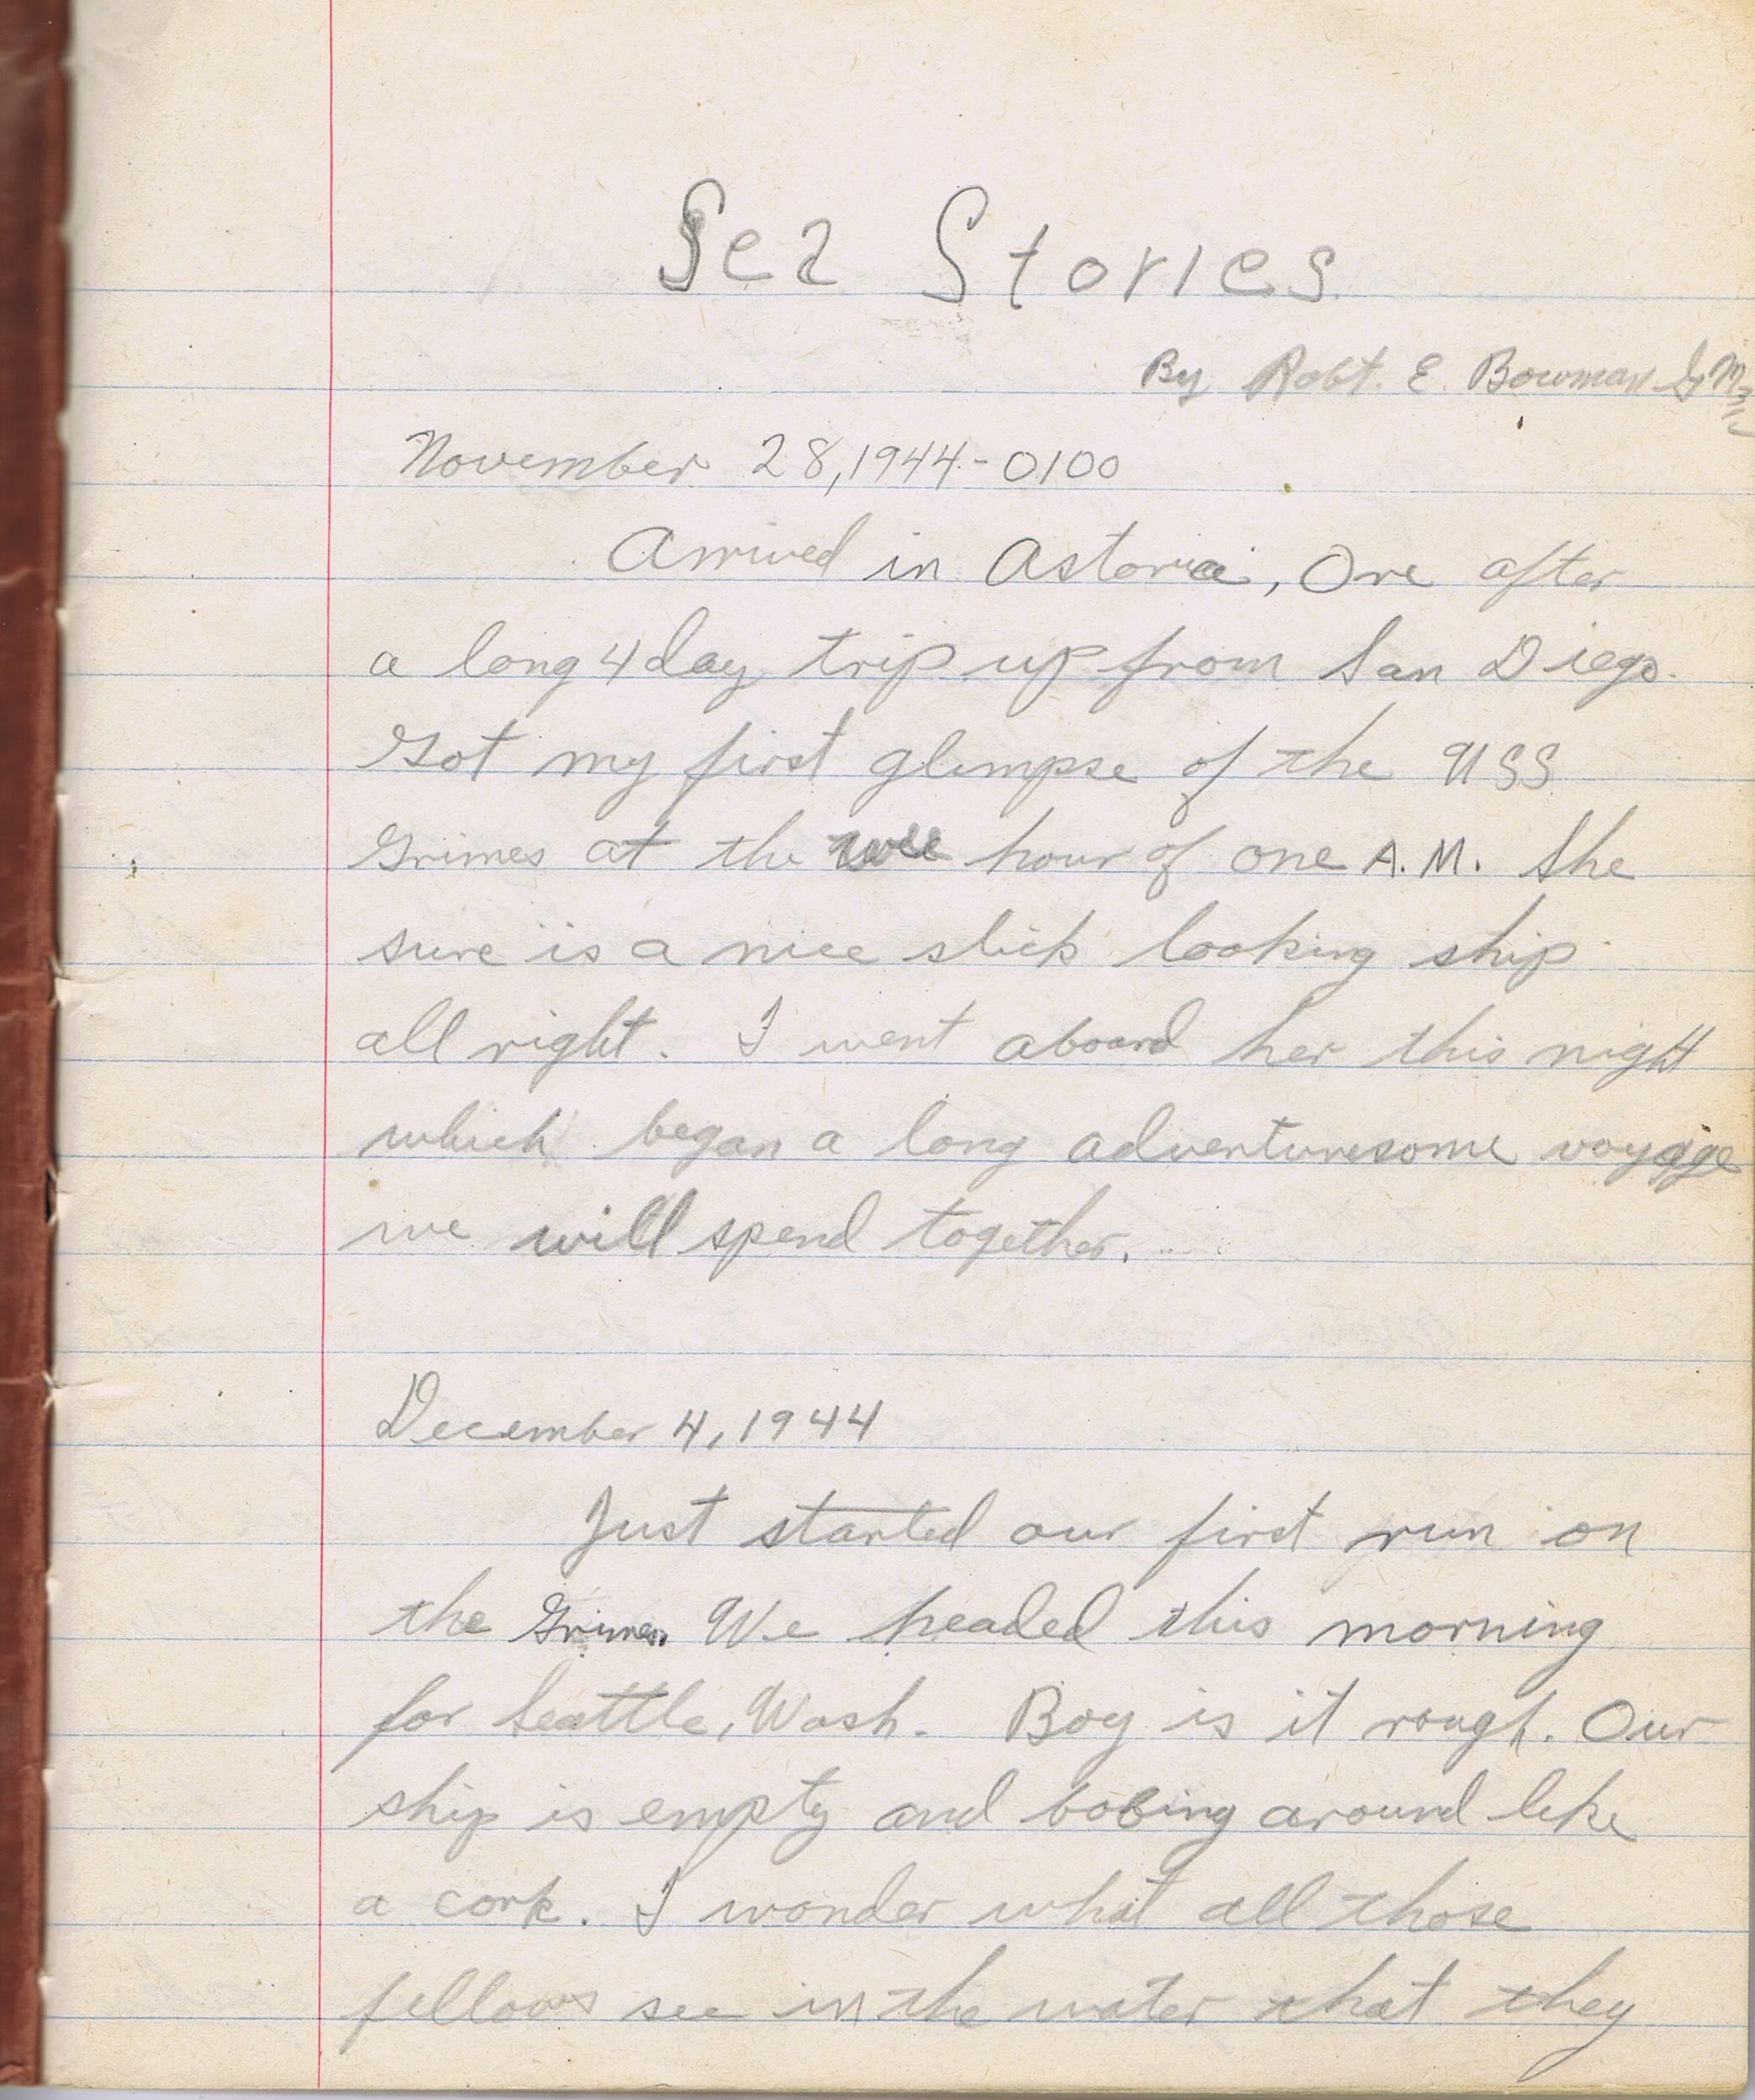 Sea Stories
By Robt. E. Bowman
November 28, 1944 - 0100
Arrived in Astoria, Ore after
a long 4 day trip up from San Diego.
Got my first glimpse of the USS
Grimes at the wee hour of one A.M. She
sure is a nice slick looking ship
all right. I went aboard her this night
which began a long adventuresome voyage
we will spend together.
December 4, 1944
Just started our first run on
the Grimes. We headed this morning
for Seattle, Wash. Boy is it rough. Our
ship is empty and bobing around like
a cork. I wonder what all those
fellows see in the water that they